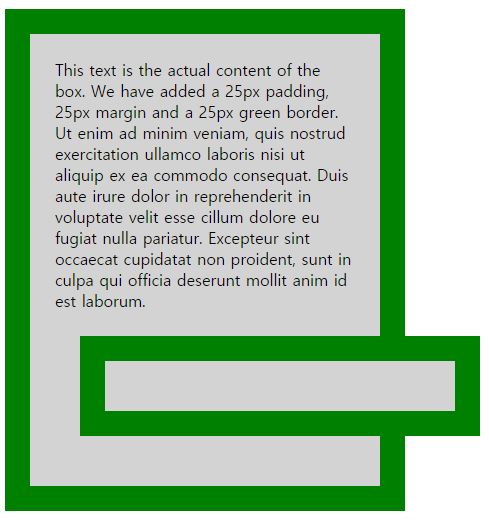 This text is the actual content of the
box. We have added a 25px padding,
25px margin and a 25px green border.
Ut enim ad minim veniam, quis nostrud
exercitation ullamco laboris nisi ut
aliquip ex ea commodo consequat. Duis
aute irure dolor in reprehenderit in
voluptate velit esse cillum dolore eu
fugiat nulla pariatur. Excepteur sint
occaecat cupidatat non proident, sunt in
culpa qui officia deserunt mollit anim id
est laborum.